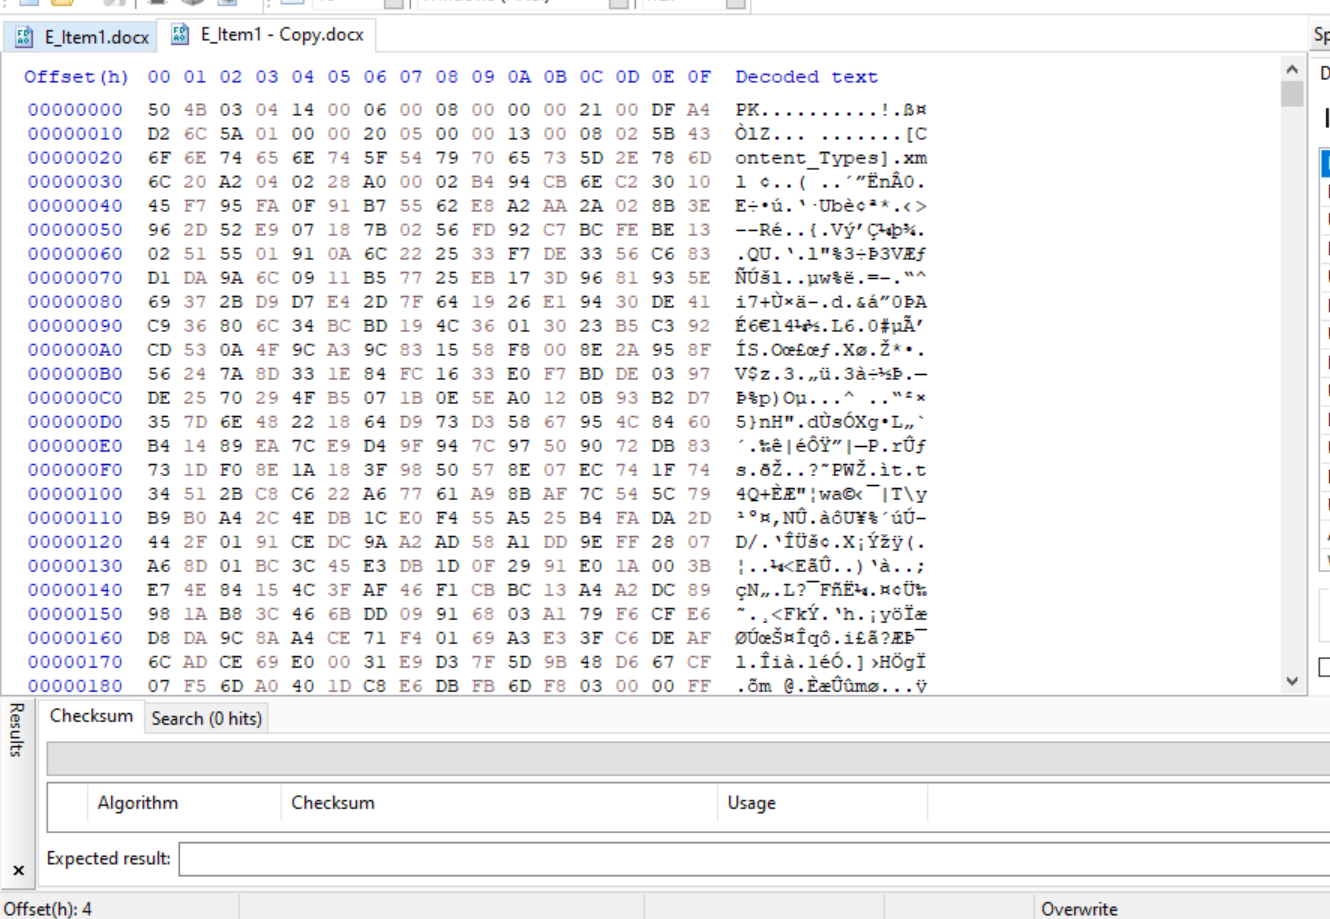 E_Item1.docx
E_Item1 - Copy.docx
Sp
Offset(h) 00 01 02 03 04 05 06 07 08 09 0A 0B 0C 0D 0E 0F Decoded text
00000000 50 4B 03 04 14 00 06 00 08 00 00 00 21 00 DF A4 PK..........!.ߤ
00000010 D2 6C 5A 01 00 00 20 05 00 00 13 00 08 02 5B 43 ÒlZ... .......[C
00000020 6F 6E 74 65 6E 74 5F 54 79 70 65 73 5D 2E 78 6D ontent_Types].xm
00000030 6C 20 A2 04 02 28 A0 00 02 B4 94 CB 6E C2 30 10 l ¢..( ..´”ËnÂ0.
00000040 45 F7 95 FA 0F 91 B7 55 62 E8 A2 AA 2A 02 8B 3E E÷•ú.‘·Ubè¢ª*.‹>
00000050 96 2D 52 E9 07 18 7B 02 56 FD 92 C7 BC FE BE 13 –-Ré..{.Vý’Ǽþ¾.
00000060 02 51 55 01 91 0A 6C 22 25 33 F7 DE 33 56 C6 83 .QU.‘.l"%3÷Þ3Vƃ
00000070 D1 DA 9A 6C 09 11 B5 77 25 EB 17 3D 96 81 93 5E ÑÚšl..µw%ë.=–.“^
00000080 69 37 2B D9 D7 E4 2D 7F 64 19 26 E1 94 30 DE 41 i7+Ù×ä-.d.&á”0ÞA
00000090 C9 36 80 6C 34 BC BD 19 4C 36 01 30 23 B5 C3 92 É6€l4¼½.L6.0#µÃ’
000000A0 CD 53 0A 4F 9C A3 9C 83 15 58 F8 00 8E 2A 95 8F ÍS.Oœ£œƒ.Xø.Ž*•.
000000B0 56 24 7A 8D 33 1E 84 FC 16 33 E0 F7 BD DE 03 97 V$z.3.„ü.3à÷½Þ.—
000000C0 DE 25 70 29 4F B5 07 1B 0E 5E A0 12 0B 93 B2 D7 Þ%p)Oµ...^ ..“²×
000000D0 35 7D 6E 48 22 18 64 D9 73 D3 58 67 95 4C 84 60 5}nH".dÙsÓXg•L„`
000000E0 B4 14 89 EA 7C E9 D4 9F 94 7C 97 50 90 72 DB 83 ´.‰ê|éÔŸ”|—P.rÛƒ
000000F0 73 1D F0 8E 1A 18 3F 98 50 57 8E 07 EC 74 1F 74 s.ðŽ..?˜PWŽ.ìt.t
00000100 34 51 2B C8 C6 22 A6 77 61 A9 8B AF 7C 54 5C 79 4Q+ÈÆ"¦wa©‹¯|T\y
00000110 B9 B0 A4 2C 4E DB 1C E0 F4 55 A5 25 B4 FA DA 2D ¹°¤,NÛ.àôU¥%´úÚ-
00000120 44 2F 01 91 CE DC 9A A2 AD 58 A1 DD 9E FF 28 07 D/.‘ÎÜš¢.X¡Ýžÿ(.
00000130 A6 8D 01 BC 3C 45 E3 DB 1D 0F 29 91 E0 1A 00 3B ¦..¼<EãÛ..)‘à..;
00000140 E7 4E 84 15 4C 3F AF 46 F1 CB BC 13 A4 A2 DC 89 çN„.L?¯Fñ˼.¤¢Ü‰
00000150 98 1A B8 3C 46 6B DD 09 91 68 03 A1 79 F6 CF E6 ˜.¸<FkÝ.‘h.¡yöÏæ
00000160 D8 DA 9C 8A A4 CE 71 F4 01 69 A3 E3 3F C6 DE AF ØÚœŠ¤Îqô.i£ã?ÆÞ¯
00000170 6C AD CE 69 E0 00 31 E9 D3 7F 5D 9B 48 D6 67 CF l.Îià.1éÓ.]›HÖgÏ
00000180 07 F5 6D A0 40 1D C8 E6 DB FB 6D F8 03 00 00 FF .õm @.ÈæÛûmø...ÿ
Results
Checksum
Search (0 hits)
Algorithm Checksum Usage
Expected result:
x
Offset(h): 4
Overwrite